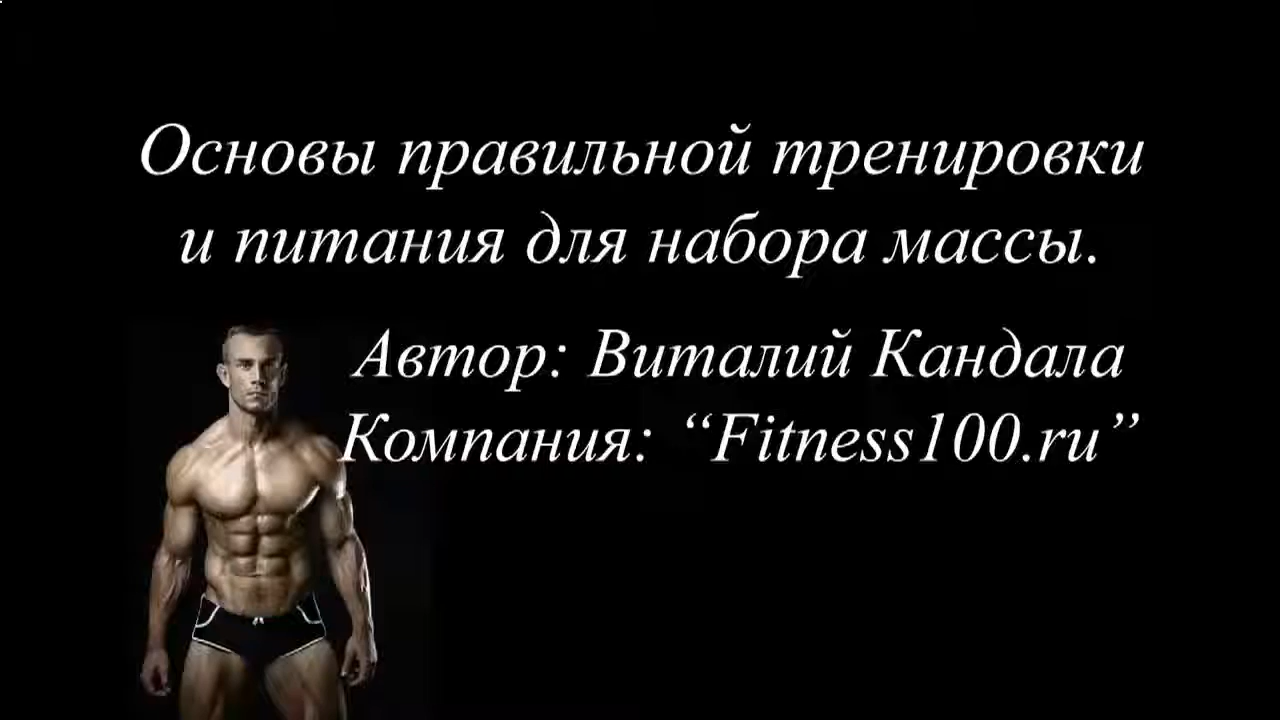 Основы правильной тренировки
и питания для набора массы.
Автор: Виталий Кандала
Компания: “Fitness100.ru”